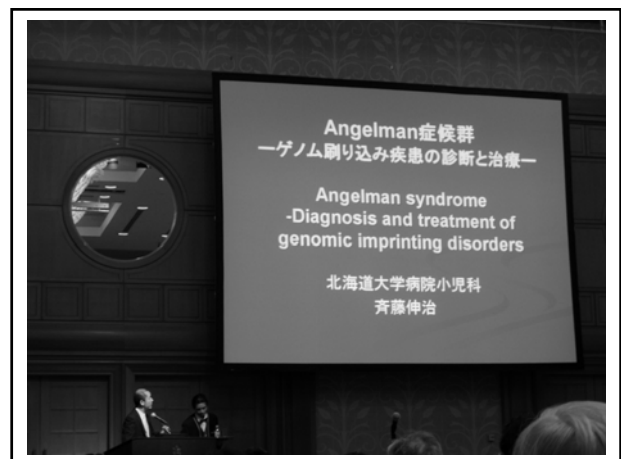 Angelman症候群
ーゲノム刷り込み疾患の診断と治療ー
Angelman syndrome
-Diagnosis and treatment of
genomic imprinting disorders
北海道大学病院小児科
斉藤伸治